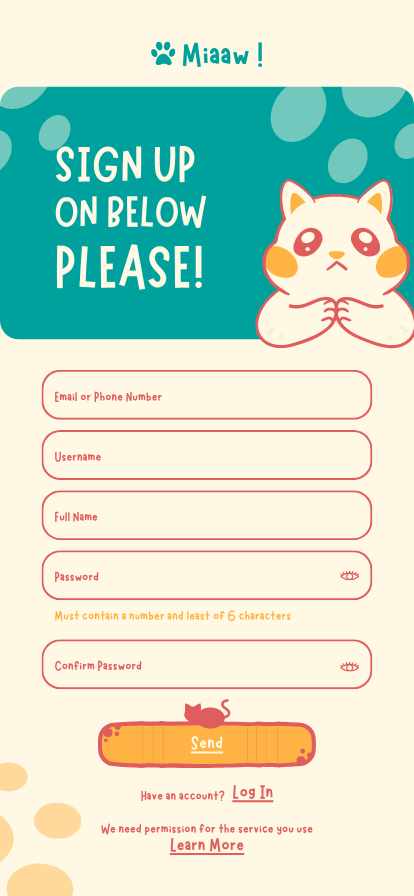 Miaaw !
SIGN UP
ON BELOW
PLEASE!
Email or Phone Number
Username
Full Name
Password
Must contain a number and least of 6 characters
Confirm Password
Send
Have an account? Log In
We need permission for the service you use
Learn More